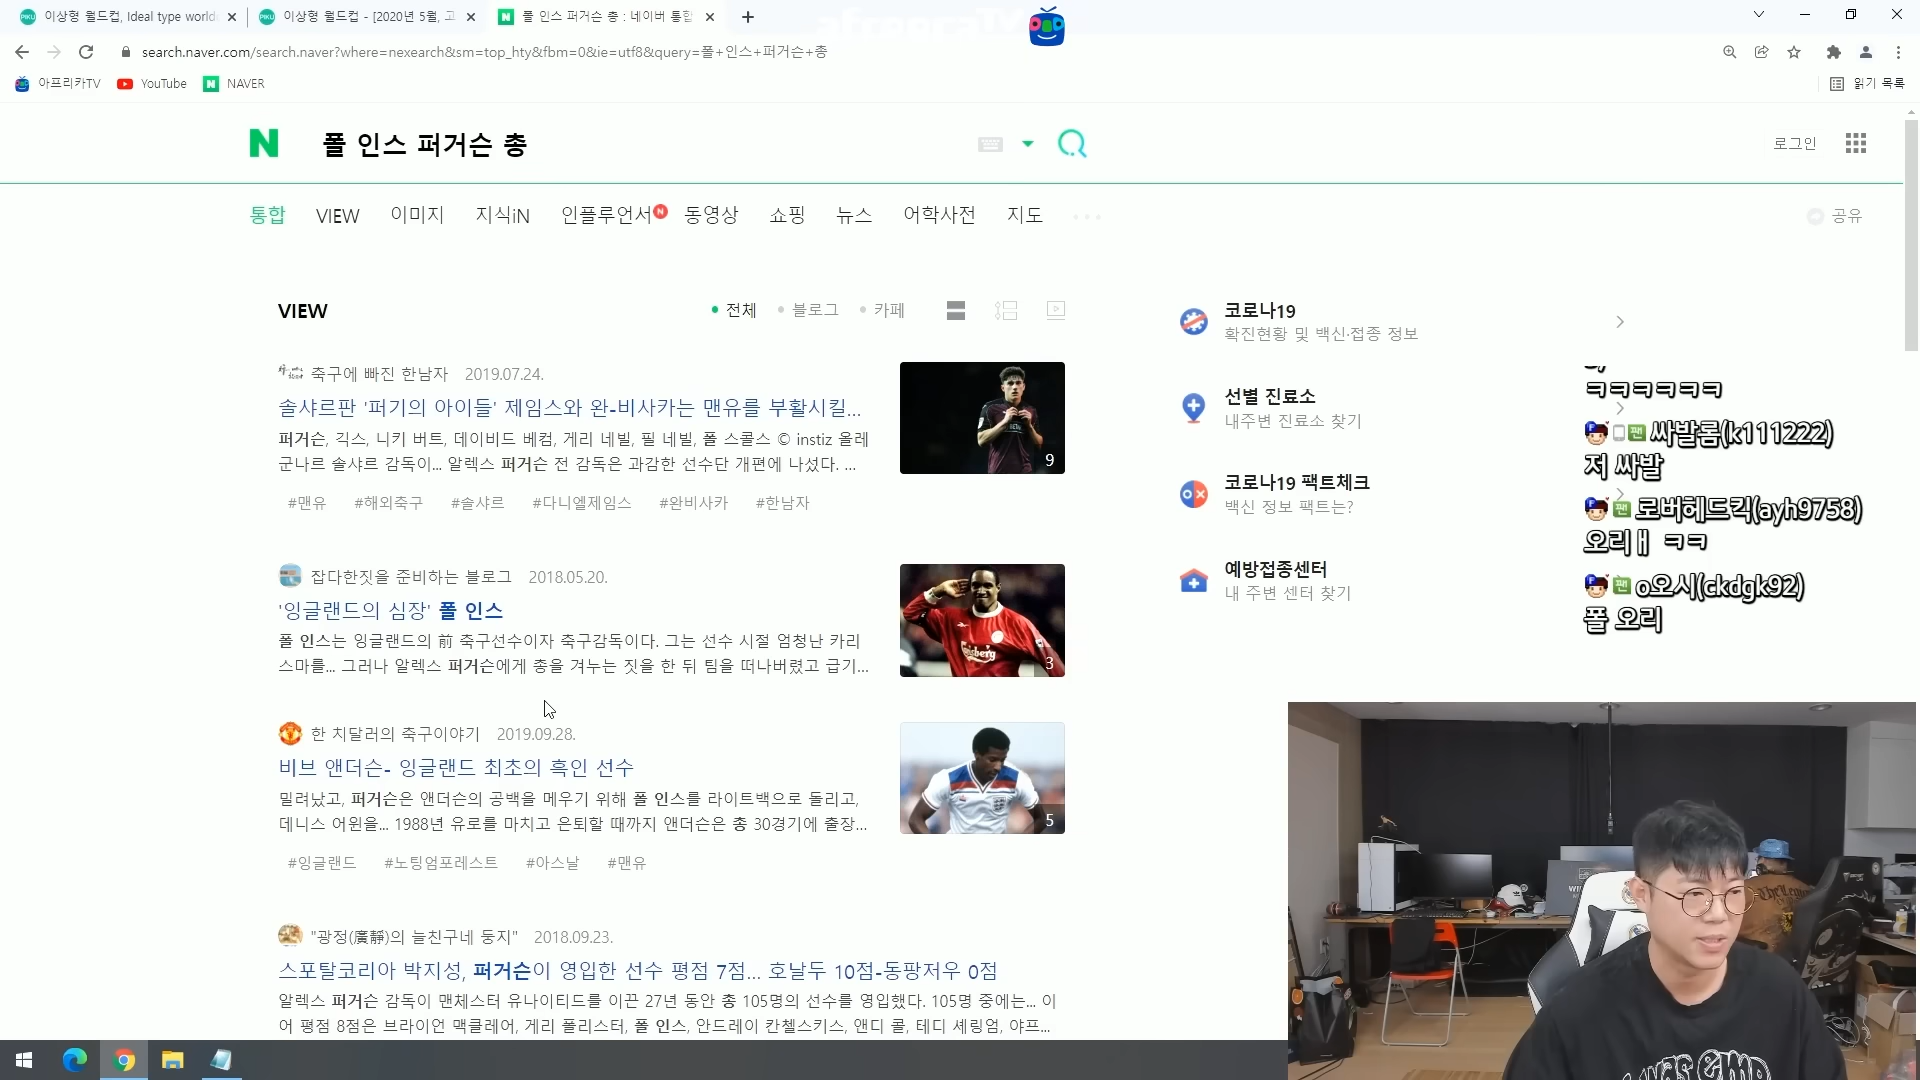 이상형 월드컵, Ideal type world
이상형 월드컵 - [2020년 5월, 고
폴 인스 퍼거슨 총 : 네이버 통합
afreecaTV
search.naver.com/search.naver?where=nexearch&sm=top_hty&fbm=0&ie=utf8&query=폴+인스+퍼거슨+총
아프리카TV
YouTube
NAVER
읽기 목록
폴 인스 퍼거슨 총
로그인
통합 VIEW 이미지 지식iN 인플루언서 동영상 쇼핑 뉴스 어학사전 지도
공유
VIEW
전체 블로그 카페
축구에 빠진 한남자 2019.07.24.
솔샤르판 '퍼기의 아이들' 제임스와 완-비사카는 맨유를 부활시킬...
퍼거슨, 긱스, 니키 버트, 데이비드 베컴, 게리 네빌, 필 네빌, 폴 스콜스 © instiz 올레
군나르 솔샤르 감독이... 알렉스 퍼거슨 전 감독은 과감한 선수단 개편에 나섰다. ...
9
#맨유 #해외축구 #솔샤르 #다니엘제임스 #완비사카 #한남자
잡다한짓을 준비하는 블로그 2018.05.20.
'잉글랜드의 심장' 폴 인스
폴 인스는 잉글랜드의 前 축구선수이자 축구감독이다. 그는 선수 시절 엄청난 카리
스마를... 그러나 알렉스 퍼거슨에게 총을 겨누는 짓을 한 뒤 팀을 떠나버렸고 급기...
Carlsberg
3
한 치달러의 축구이야기 2019.09.28.
비브 앤더슨- 잉글랜드 최초의 흑인 선수
밀려났고, 퍼거슨은 앤더슨의 공백을 메우기 위해 폴 인스를 라이트백으로 돌리고,
데니스 어윈을... 1988년 유로를 마치고 은퇴할 때까지 앤더슨은 총 30경기에 출장...
5
#잉글랜드 #노팅엄포레스트 #아스날 #맨유
"광정(廣靜)의 늘친구네 둥지" 2018.09.23.
스포탈코리아 박지성, 퍼거슨이 영입한 선수 평점 7점... 호날두 10점-동팡저우 0점
알렉스 퍼거슨 감독이 맨체스터 유나이티드를 이끈 27년 동안 총 105명의 선수를 영입했다. 105명 중에는... 이
어 평점 8점은 브라이언 맥클레어, 게리 폴리스터, 폴 인스, 안드레이 칸첼스키스, 앤디 콜, 테디 셰링엄, 야프...
코로나19
확진현황 및 백신·접종 정보
선별 진료소
내주변 진료소 찾기
코로나19 팩트체크
백신 정보 팩트는?
예방접종센터
내 주변 센터 찾기
ㅋㅋㅋㅋㅋㅋ
팬 싸발롬(k111222)
저 싸발
팬 로버헤드킥(ayh9758)
오리ㅐ ㅋㅋ
팬 o오시(ckdgk92)
폴 오리